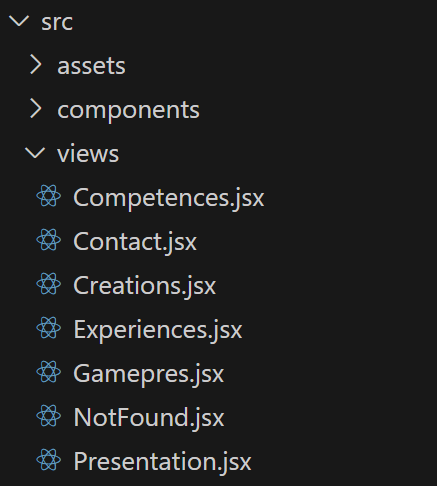 src
assets
components
views
Competences.jsx
Contact.jsx
Creations.jsx
Experiences.jsx
Gamepres.jsx
NotFound.jsx
Presentation.jsx